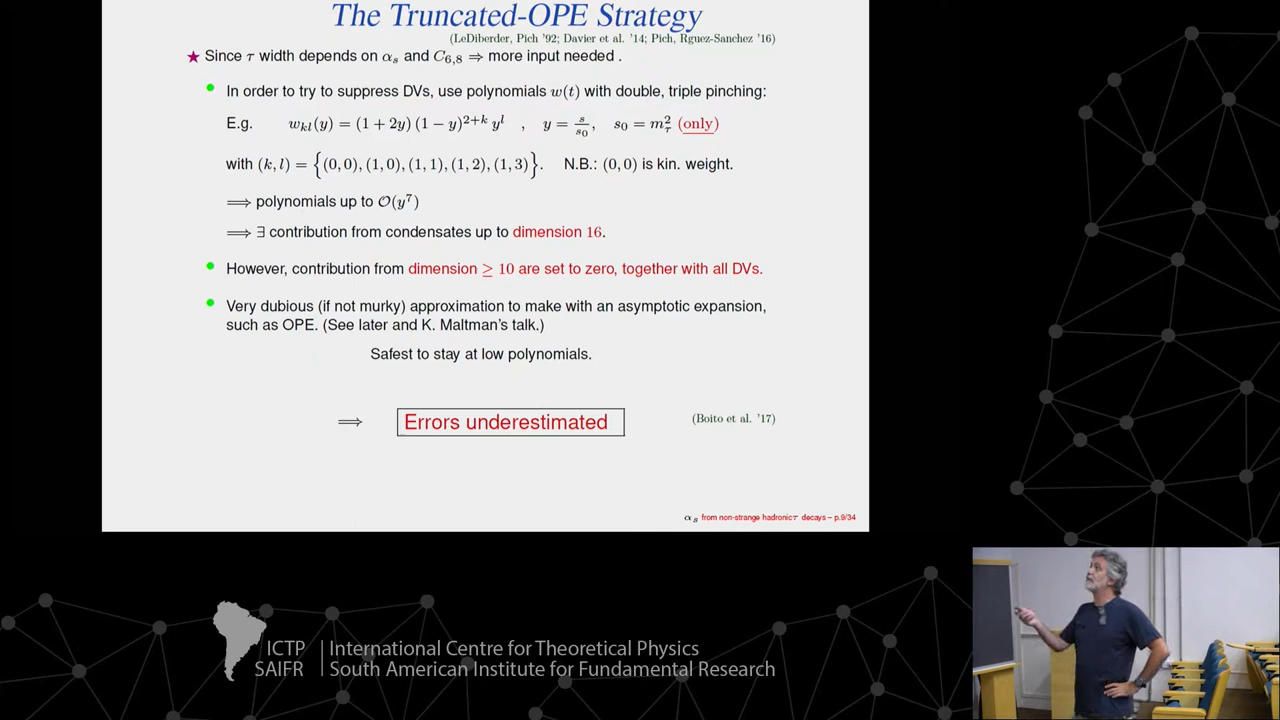 The Truncated-OPE Strategy
(LeDiberder, Pich '92; Davier et al. '14; Pich, Rguez-Sanchez '16)
★ Since τ width depends on αₛ and C₆,₈ ⇒ more input needed .
• In order to try to suppress DVs, use polynomials w(t) with double, triple pinching:
E.g. wₖₗ(y) = (1 + 2y) (1 − y)²⁺ᵏ yˡ , y = s/s₀, s₀ = m²_τ (only)
with (k, l) = {(0, 0), (1, 0), (1, 1), (1, 2), (1, 3)}. N.B.: (0, 0) is kin. weight.
⟹ polynomials up to 𝒪(y⁷)
⟹ ∃ contribution from condensates up to dimension 16.
• However, contribution from dimension ≥ 10 are set to zero, together with all DVs.
• Very dubious (if not murky) approximation to make with an asymptotic expansion,
such as OPE. (See later and K. Maltman's talk.)
Safest to stay at low polynomials.
⟹ Errors underestimated (Boito et al. '17)
αₛ from non-strange hadronicτ decays – p.9/34
ICTP
SAIFR
International Centre for Theoretical Physics
South American Institute for Fundamental Research